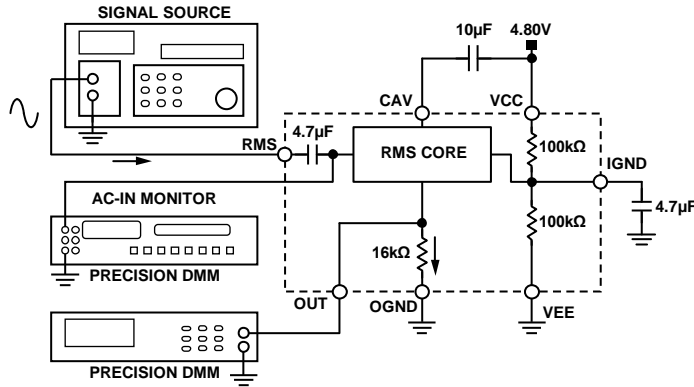 SIGNAL SOURCE
10µF
4.80V
CAV
VCC
4.7µF
RMS
RMS CORE
100kΩ
IGND
AC-IN MONITOR
100kΩ
4.7µF
16kΩ
PRECISION DMM
OUT
OGND
VEE
PRECISION DMM